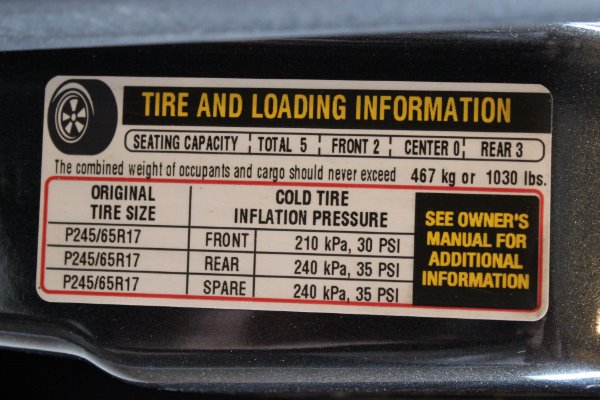 TIRE AND LOADING INFORMATION
SEATING CAPACITY TOTAL 5 FRONT 2 CENTER 0 REAR 3
The combined weight of occupants and cargo should never exceed 467 kg or 1030 lbs.
ORIGINAL TIRE SIZE
COLD TIRE INFLATION PRESSURE
P245/65R17 FRONT 210 kPa, 30 PSI
P245/65R17 REAR 240 kPa, 35 PSI
P245/65R17 SPARE 240 kPa, 35 PSI
SEE OWNER'S
MANUAL FOR
ADDITIONAL
INFORMATION